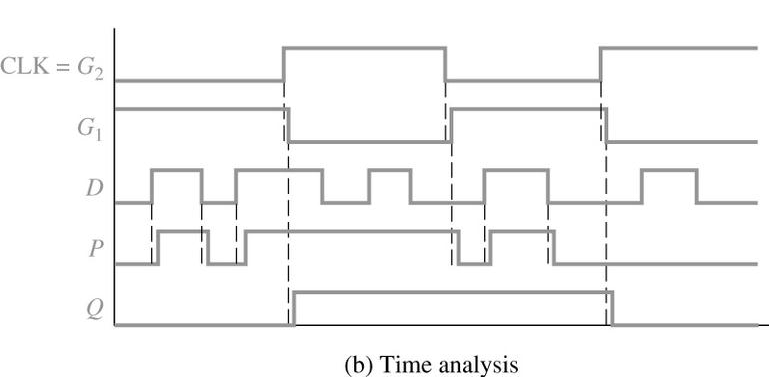 CLK = G₂
G₁
D
P
Q
(b) Time analysis